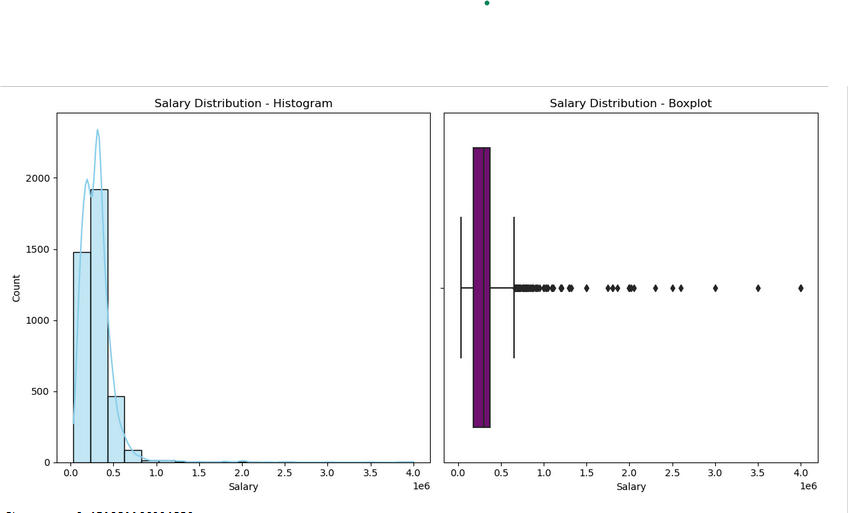 Salary Distribution - Histogram
Salary Distribution - Boxplot
Count
2000
1500
1000
500
0
0.0 0.5 1.0 1.5 2.0 2.5 3.0 3.5 4.0
1e6
Salary
0.0 0.5 1.0 1.5 2.0 2.5 3.0 3.5 4.0
1e6
Salary